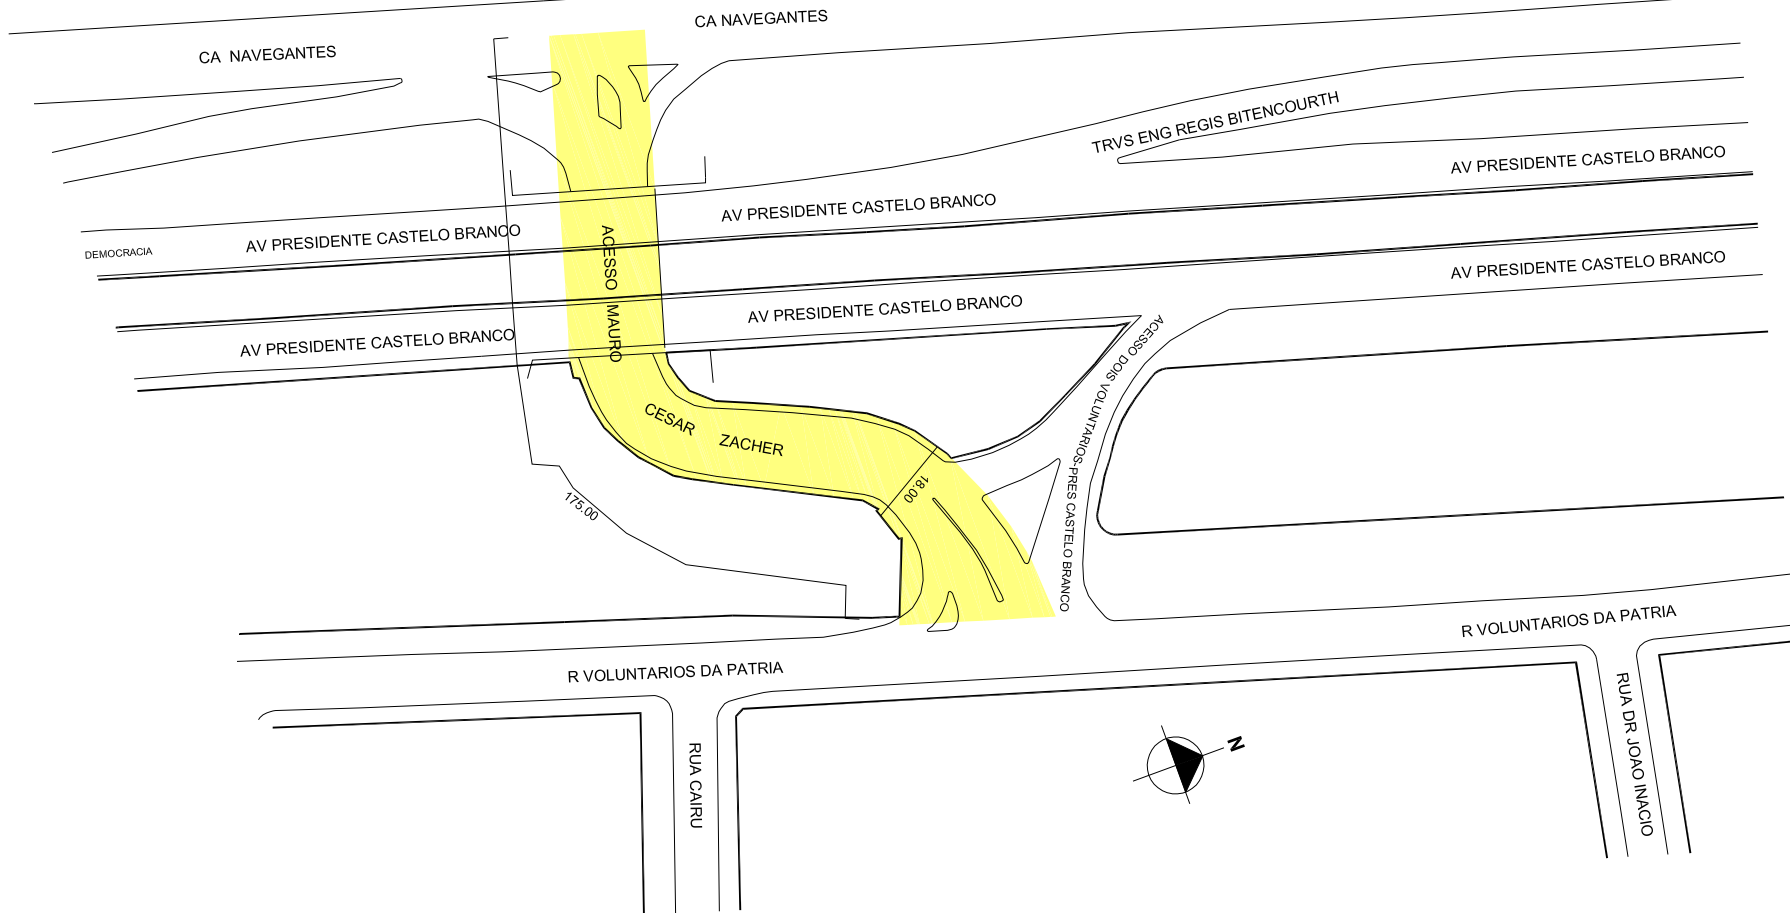 CA NAVEGANTES
CA NAVEGANTES
TRVS ENG REGIS BITENCOURTH
AV PRESIDENTE CASTELO BRANCO
AV PRESIDENTE CASTELO BRANCO
AV PRESIDENTE CASTELO BRANCO
DEMOCRACIA
ACESSO MAURO
AV PRESIDENTE CASTELO BRANCO
AV PRESIDENTE CASTELO BRANCO
AV PRESIDENTE CASTELO BRANCO
ACESSO DOIS VOLUNTARIOS-PRES CASTELO BRANCO
CESAR ZACHER
18.00
175.00
R VOLUNTARIOS DA PATRIA
R VOLUNTARIOS DA PATRIA
RUA CAIRU
RUA DR JOAO INACIO
N